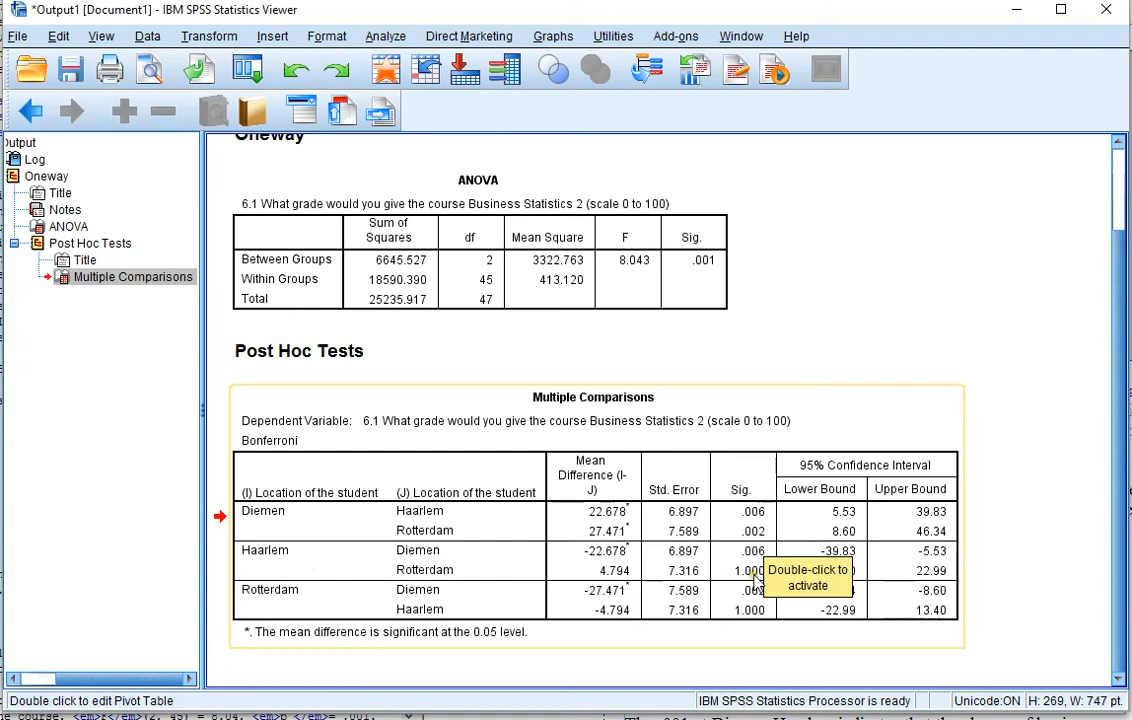 *Output1 [Document1] - IBM SPSS Statistics Viewer
File Edit View Data Transform Insert Format Analyze Direct Marketing Graphs Utilities Add-ons Window Help
utput
Log
Oneway
Title
Notes
ANOVA
Post Hoc Tests
Title
Multiple Comparisons
Oneway
ANOVA
6.1 What grade would you give the course Business Statistics 2 (scale 0 to 100)
Sum of Squares df Mean Square F Sig.
Between Groups 6645.527 2 3322.763 8.043 .001
Within Groups 18590.390 45 413.120
Total 25235.917 47
Post Hoc Tests
Multiple Comparisons
Dependent Variable: 6.1 What grade would you give the course Business Statistics 2 (scale 0 to 100)
Bonferroni
(I) Location of the student (J) Location of the student Mean Difference (I-J) Std. Error Sig. 95% Confidence Interval
Lower Bound Upper Bound
Diemen Haarlem 22.678* 6.897 .006 5.53 39.83
Rotterdam 27.471* 7.589 .002 8.60 46.34
Haarlem Diemen -22.678* 6.897 .006 -39.83 -5.53
Rotterdam 4.794 7.316 1.000 22.99
Rotterdam Diemen -27.471* 7.589 -8.60
Haarlem -4.794 7.316 1.000 -22.99 13.40
*. The mean difference is significant at the 0.05 level.
Double-click to
activate
Double click to edit Pivot Table
IBM SPSS Statistics Processor is ready
Unicode:ON H: 269, W: 747 pt.